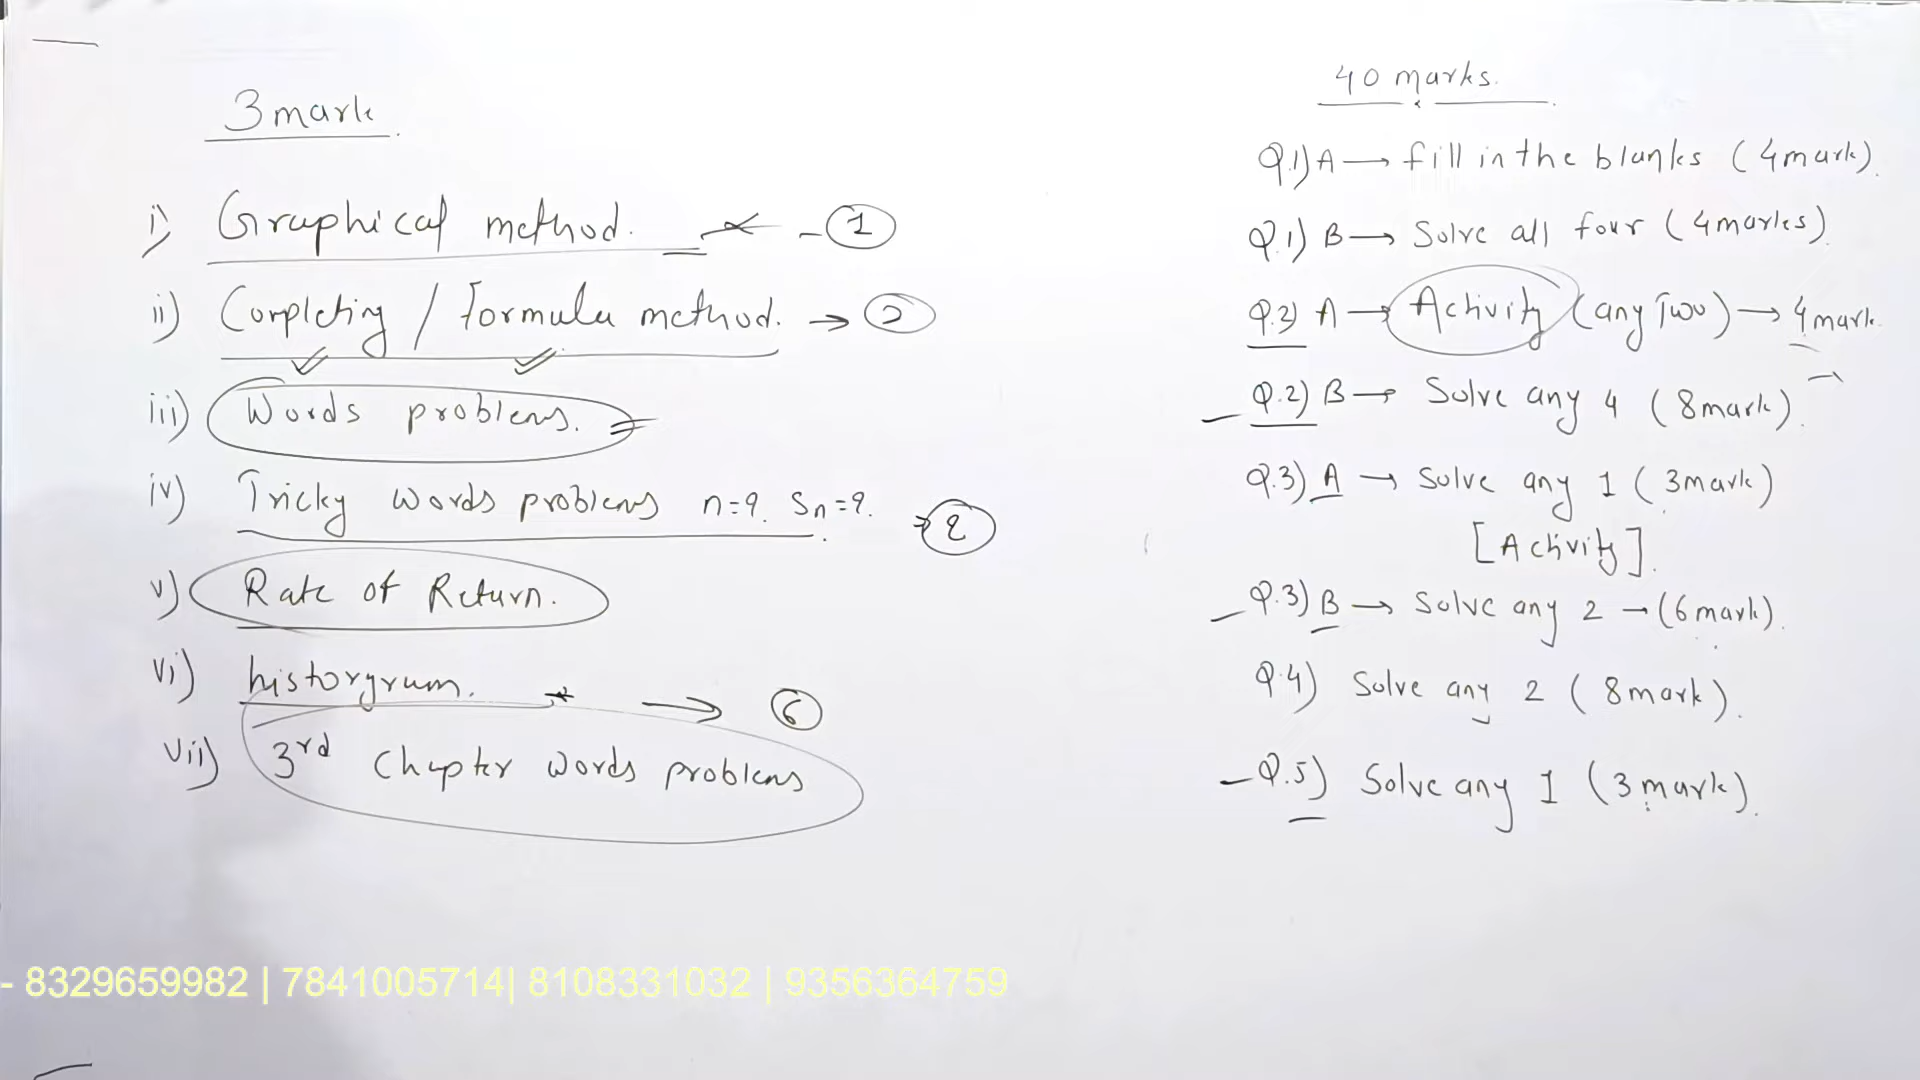 3 mark
i) Graphical method. - 1
ii) Completing / formula method. → 2
iii) Words problems.
iv) Tricky words problems n=?. Sn=?. → 2
v) Rate of Return.
vi) historgrum. → 6
vii) 3rd Chapter words problems
40 marks.
Q.1) A → fill in the blanks (4 mark).
Q.1) B → Solve all four (4 marks).
Q.2) A → Activity (any Two) → 4 mark.
Q.2) B → Solve any 4 (8 mark).
Q.3) A → Solve any 1 (3 mark)
[Activity].
Q.3) B → Solve any 2 → (6 mark).
Q.4) Solve any 2 (8 mark).
Q.5) Solve any 1 (3 mark).
- 8329659982 | 7841005714| 8108331032 | 9356364759